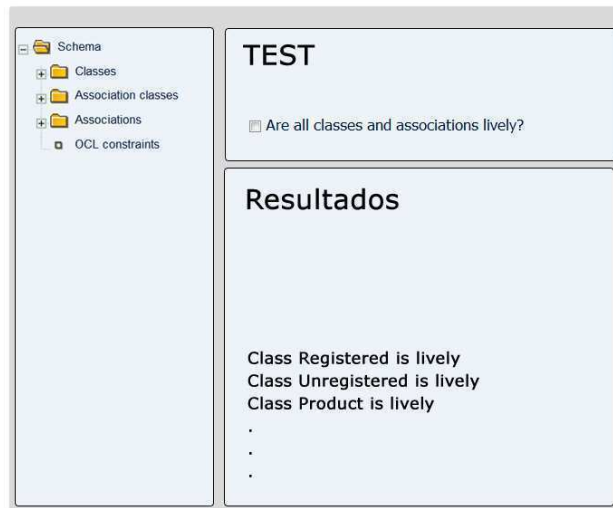 Schema
Classes
Association classes
Associations
OCL constraints
TEST
Are all classes and associations lively?
Resultados
Class Registered is lively
Class Unregistered is lively
Class Product is lively
.
.
.